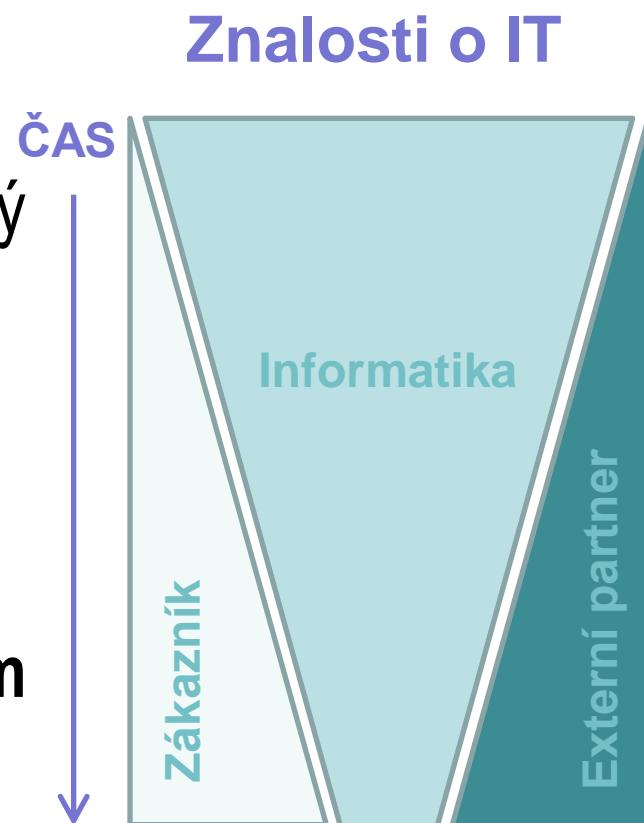 Znalosti o IT
ČAS
ý
Informatika
Zákazník
Externí partner
m